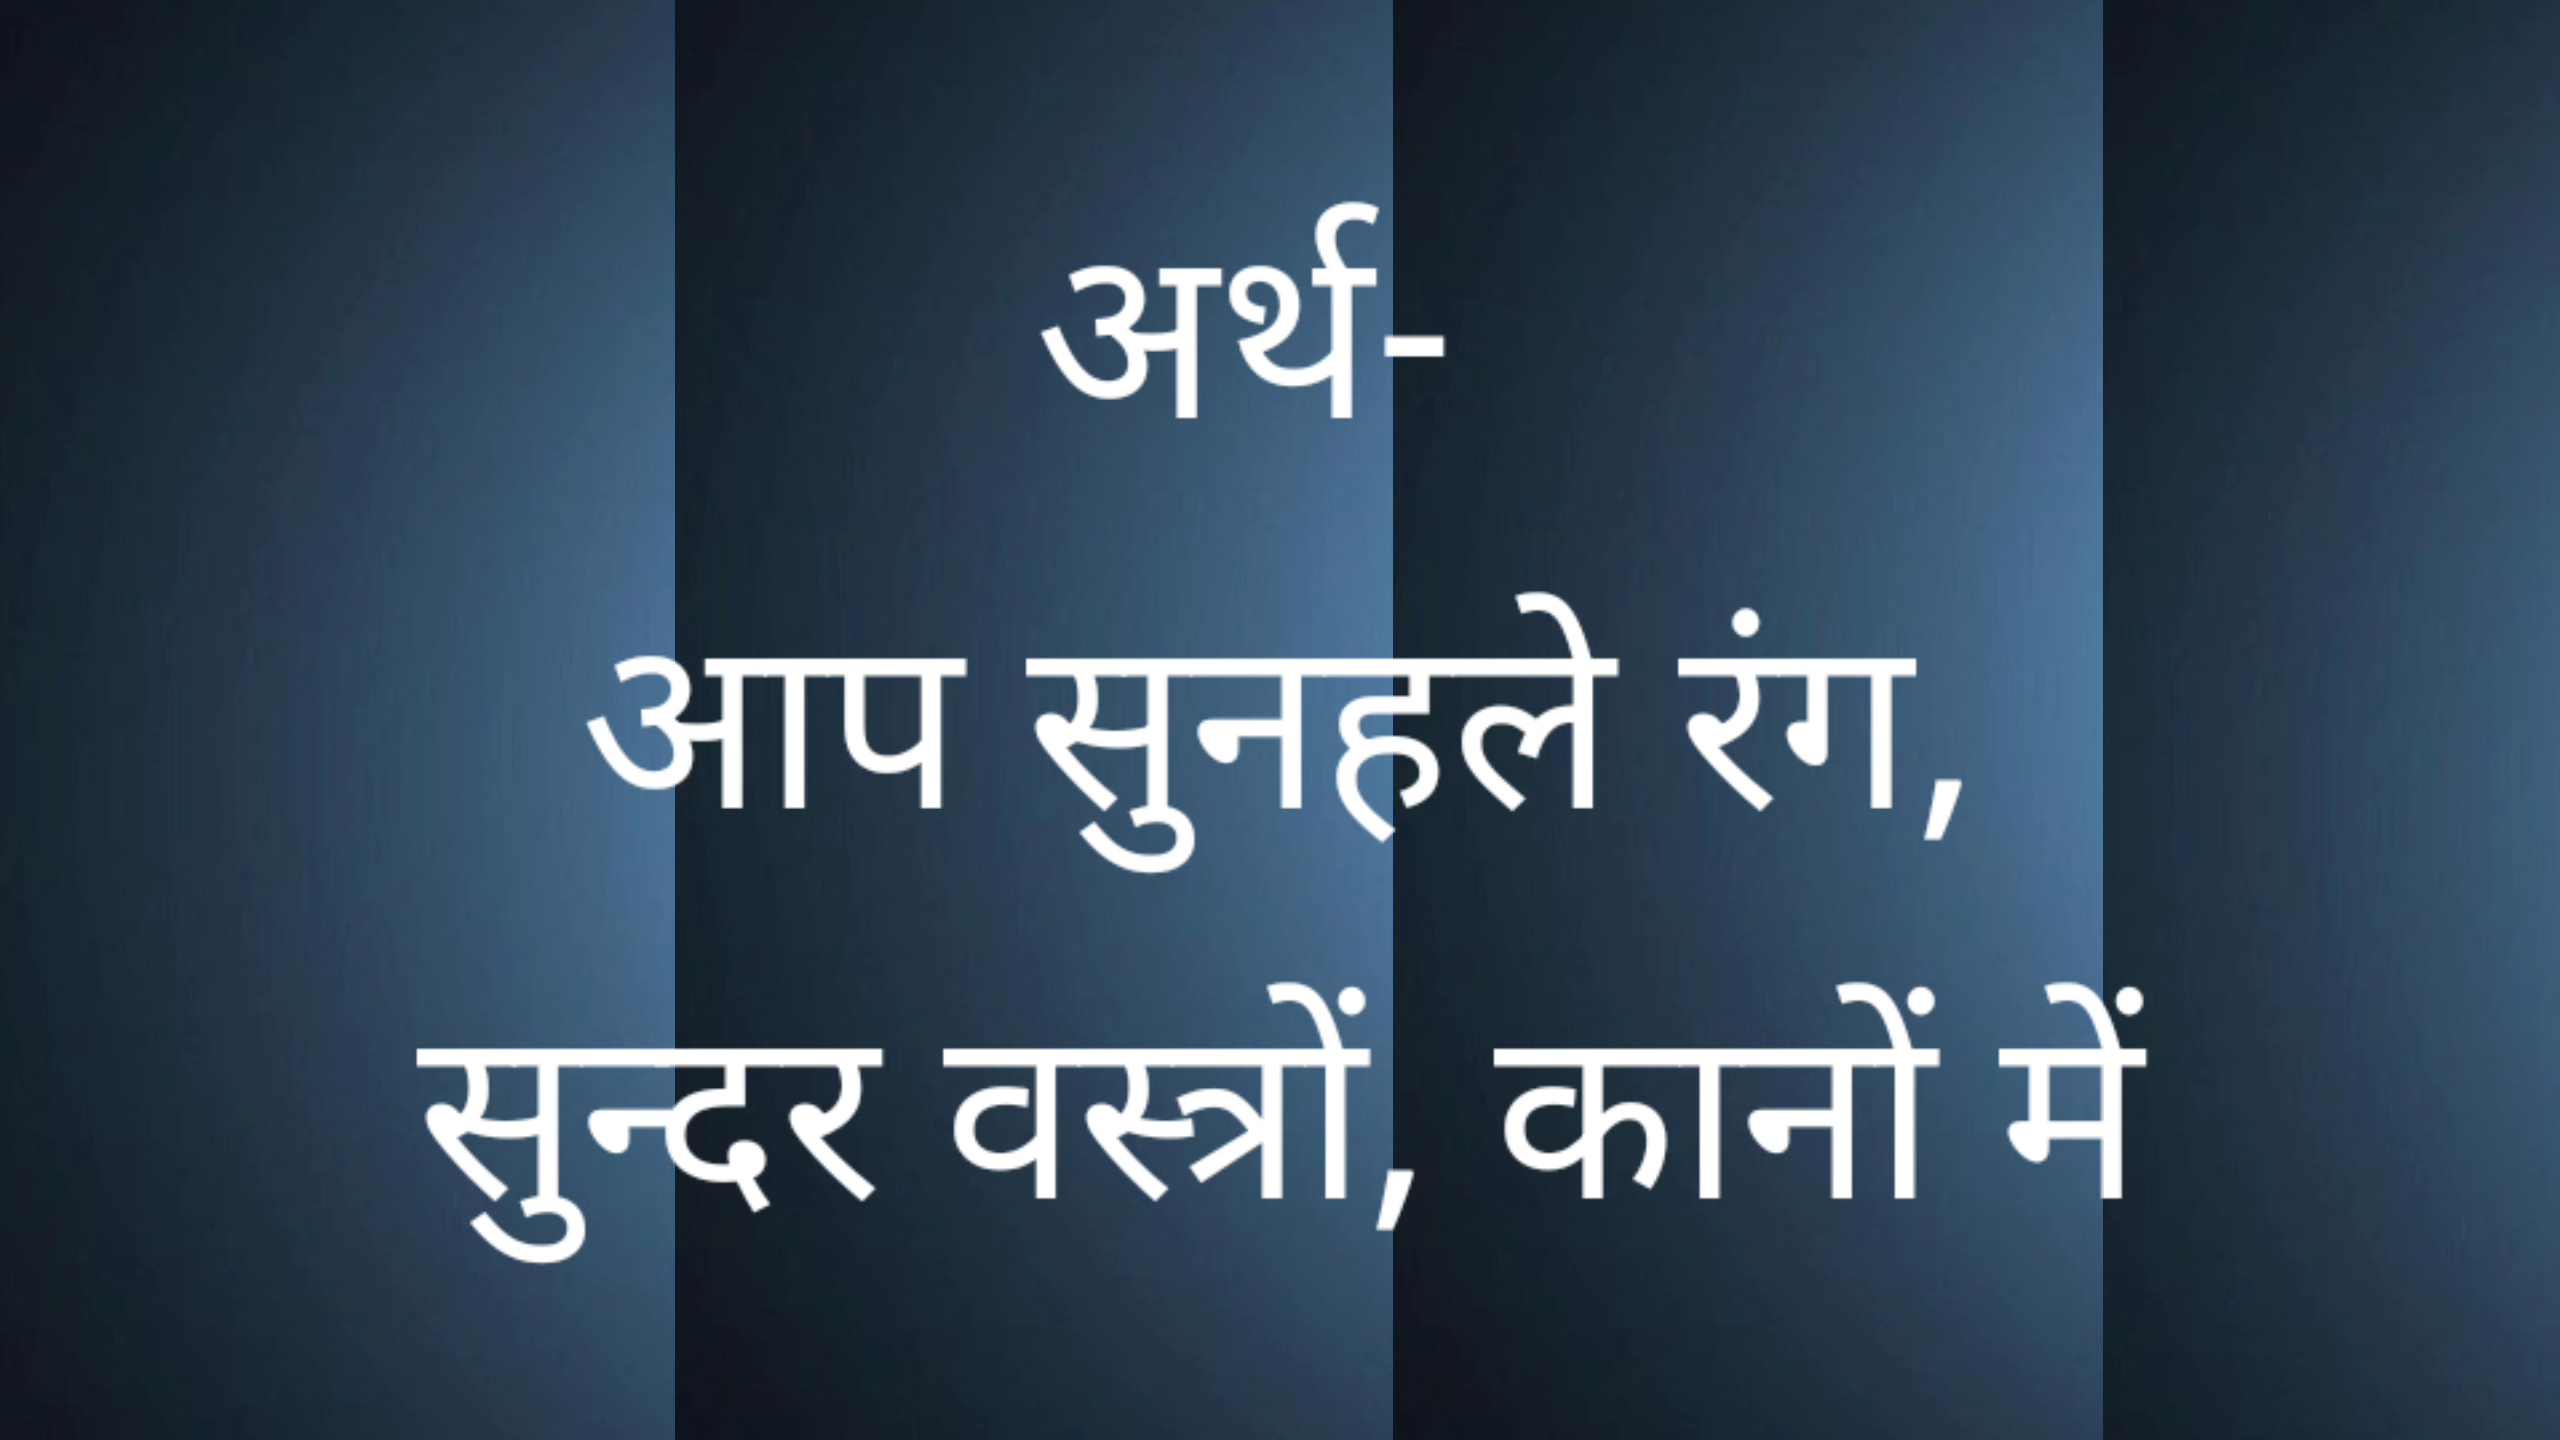 अर्थ-
आप सुनहले रंग,
सुन्दर वस्त्रों, कानों में